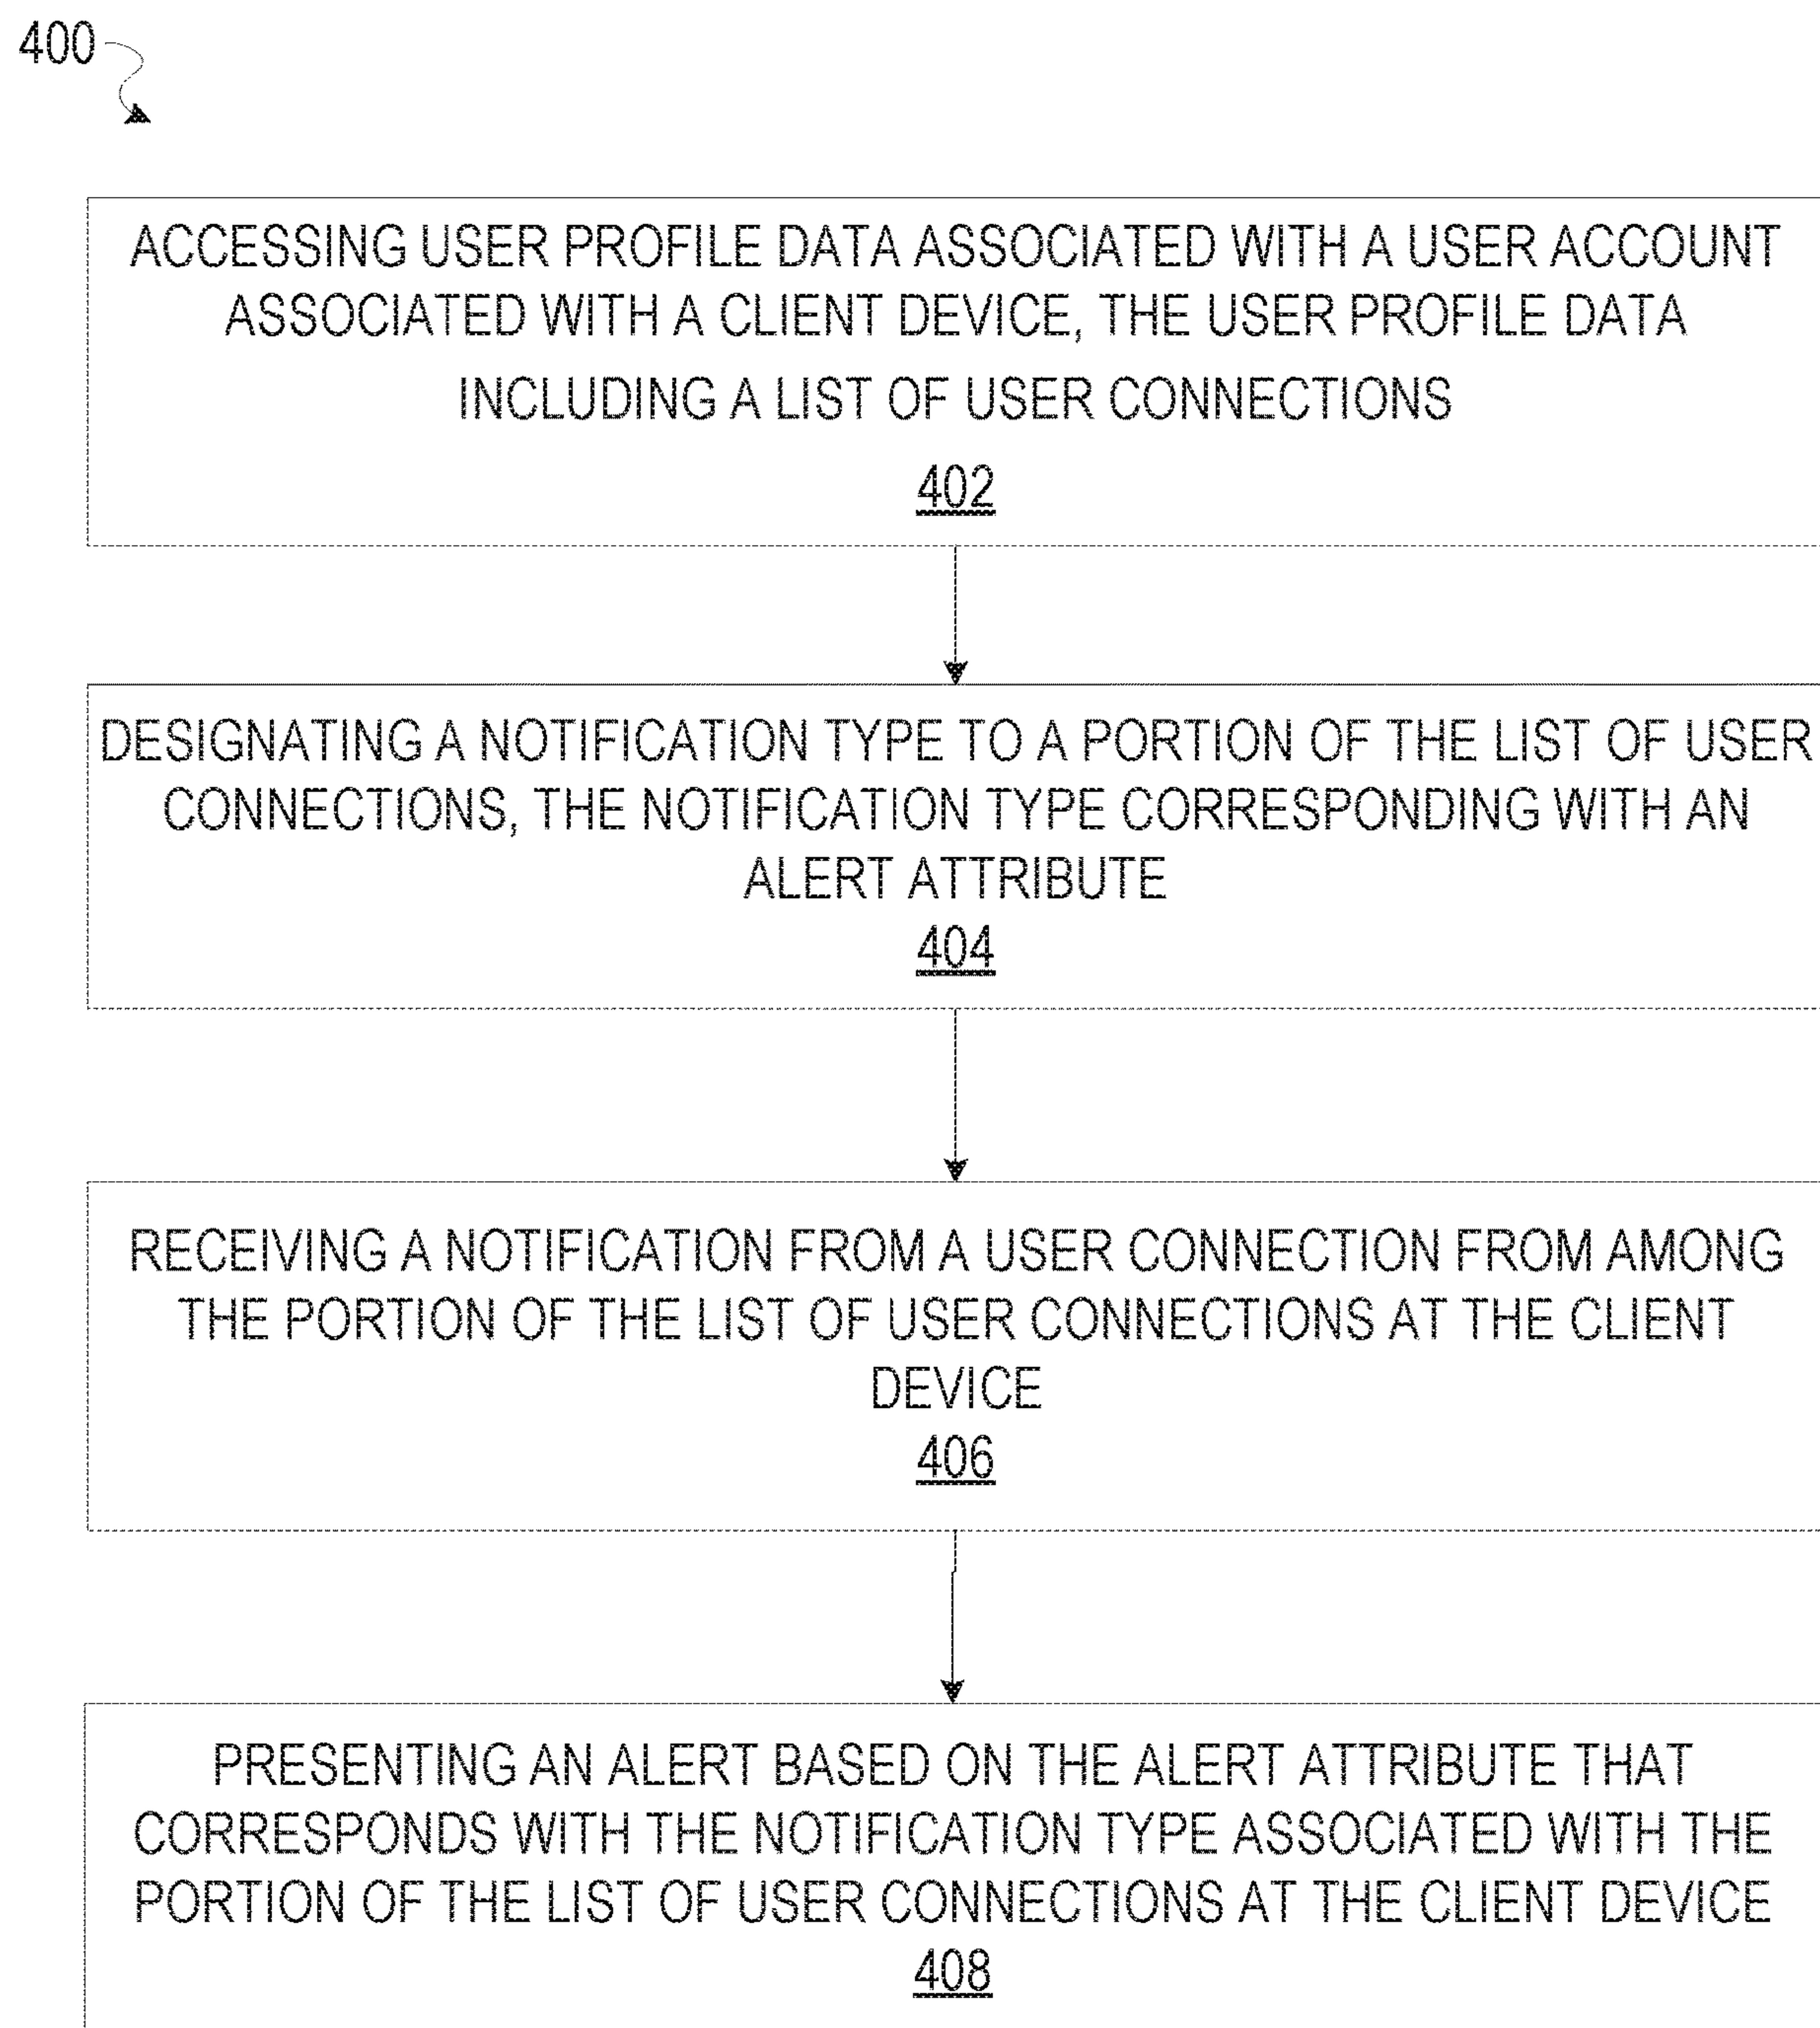 400
ACCESSING USER PROFILE DATA ASSOCIATED WITH A USER ACCOUNT
ASSOCIATED WITH A CLIENT DEVICE, THE USER PROFILE DATA
INCLUDING A LIST OF USER CONNECTIONS
402
DESIGNATING A NOTIFICATION TYPE TO A PORTION OF THE LIST OF USER
CONNECTIONS, THE NOTIFICATION TYPE CORRESPONDING WITH AN
ALERT ATTRIBUTE
404
RECEIVING A NOTIFICATION FROM A USER CONNECTION FROM AMONG
THE PORTION OF THE LIST OF USER CONNECTIONS AT THE CLIENT
DEVICE
406
PRESENTING AN ALERT BASED ON THE ALERT ATTRIBUTE THAT
CORRESPONDS WITH THE NOTIFICATION TYPE ASSOCIATED WITH THE
PORTION OF THE LIST OF USER CONNECTIONS AT THE CLIENT DEVICE
408